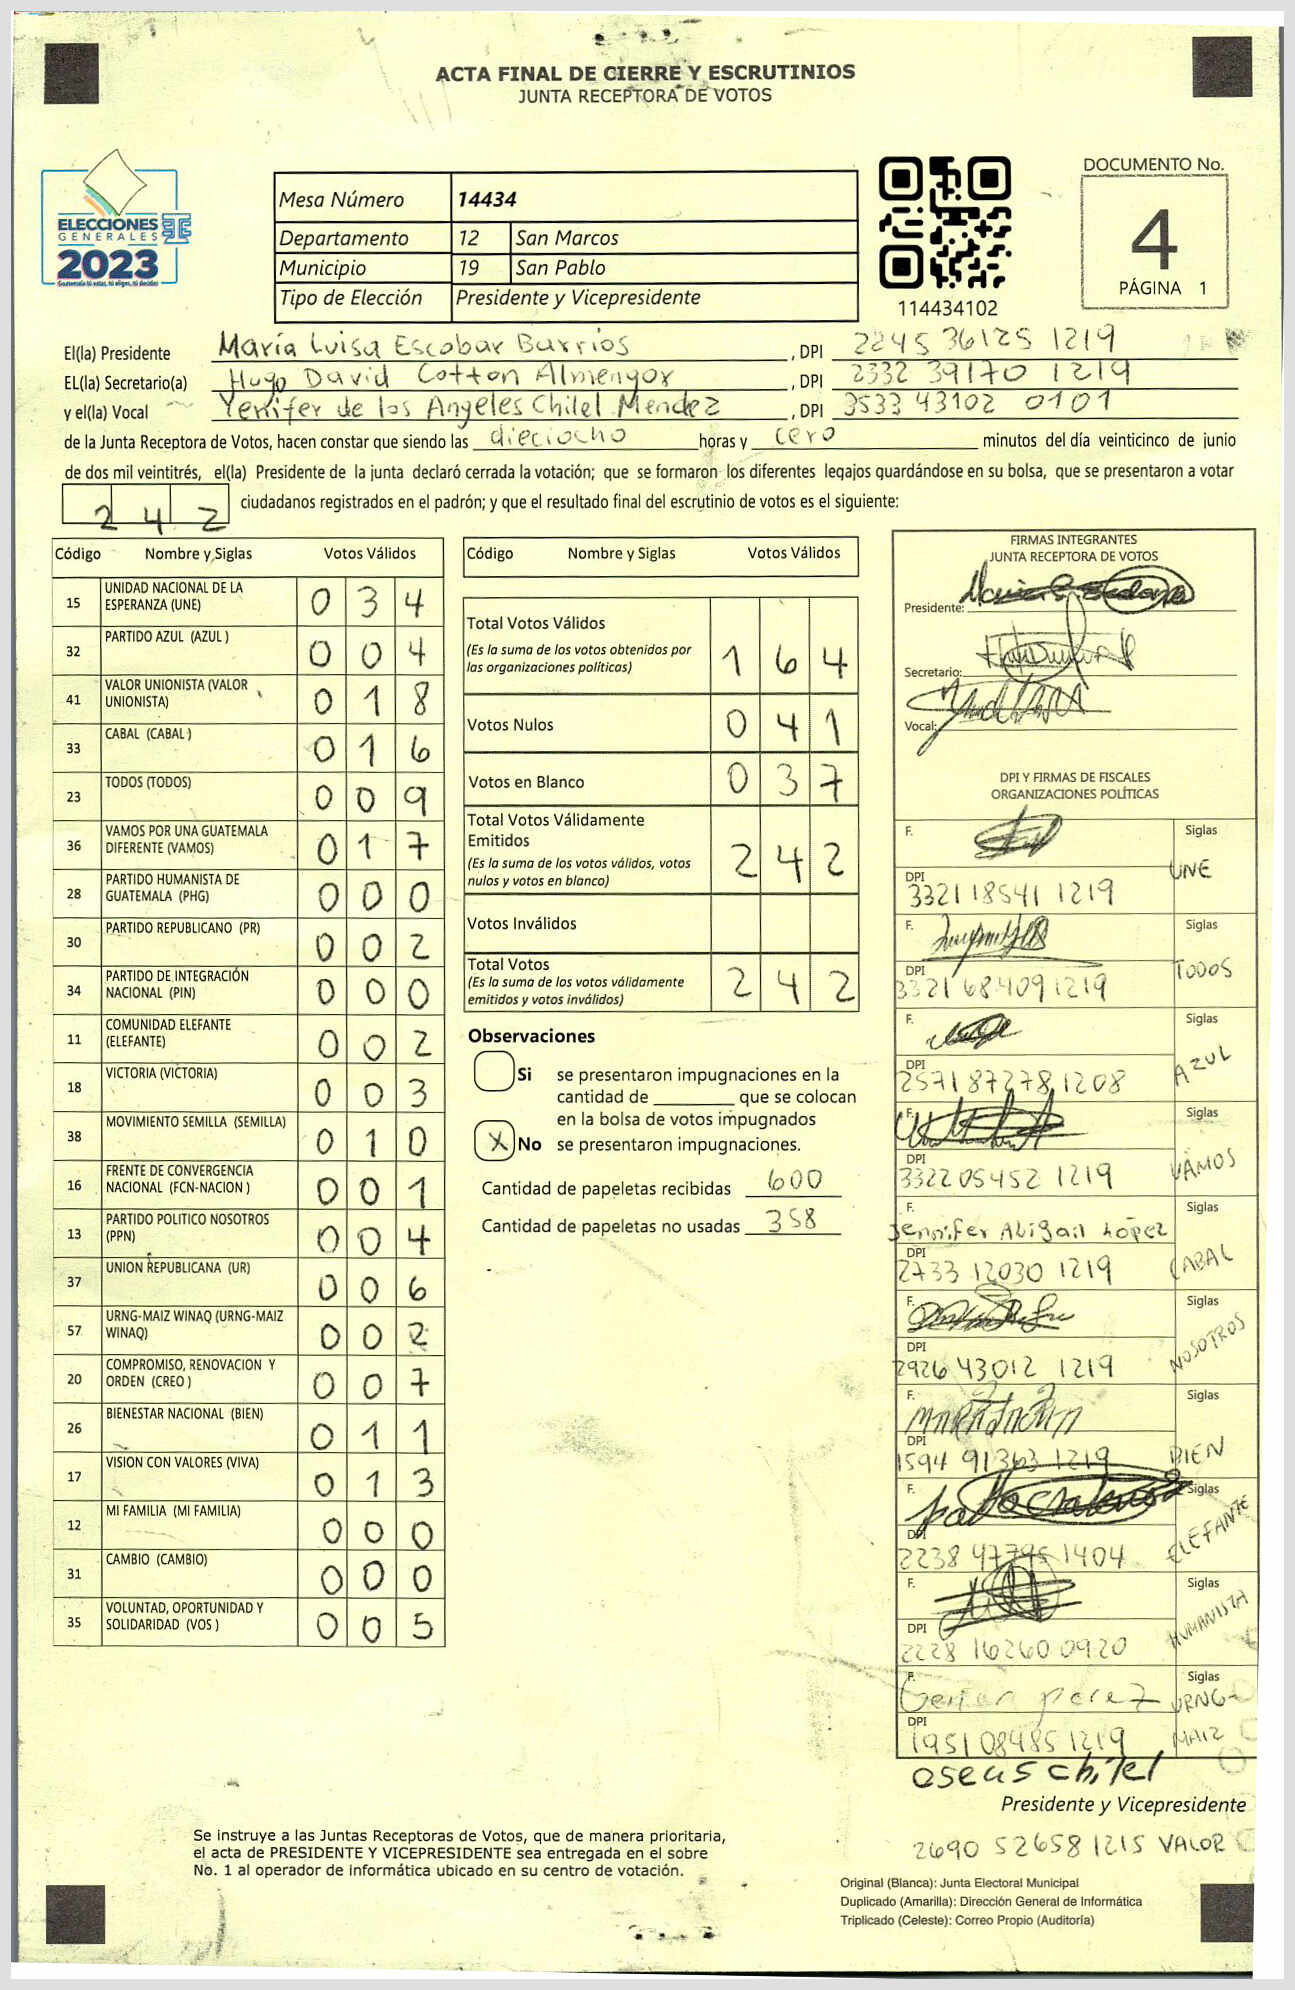 ACTA FINAL DE CIERRE Y ESCRUTINIOS
JUNTA RECEPTORA DE VOTOS
ELECCIONES
GENERALES
2023
Mesa Número 14434
Departamento 12 San Marcos
Municipio 19 San Pablo
Tipo de Elección Presidente y Vicepresidente
114434102
DOCUMENTO No.
4
PÁGINA 1
El(la) Presidente María Luisa Escobar Barrios, DPI 2245 36125 1219
EL(la) Secretario(a) Hugo David Cotton Almengor, DPI 2332 39170 1219
y el(la) Vocal Yennifer de los Angeles Chilel Mendez, DPI 3533 43102 0101
de la Junta Receptora de Votos, hacen constar que siendo las dieciocho horas y cero minutos del día veinticinco de junio
de dos mil veintitrés, el(la) Presidente de la junta declaró cerrada la votación; que se formaron los diferentes legajos guardándose en su bolsa, que se presentaron a votar
242 ciudadanos registrados en el padrón; y que el resultado final del escrutinio de votos es el siguiente:
Código Nombre y Siglas Votos Válidos
15 UNIDAD NACIONAL DE LA ESPERANZA (UNE) 0 3 4
32 PARTIDO AZUL (AZUL ) 0 0 4
41 VALOR UNIONISTA (VALOR UNIONISTA) 0 1 8
33 CABAL (CABAL ) 0 1 6
23 TODOS (TODOS) 0 0 9
36 VAMOS POR UNA GUATEMALA DIFERENTE (VAMOS) 0 1 7
28 PARTIDO HUMANISTA DE GUATEMALA (PHG) 0 0 0
30 PARTIDO REPUBLICANO (PR) 0 0 2
34 PARTIDO DE INTEGRACIÓN NACIONAL (PIN) 0 0 0
11 COMUNIDAD ELEFANTE (ELEFANTE) 0 0 2
18 VICTORIA (VICTORIA) 0 0 3
38 MOVIMIENTO SEMILLA (SEMILLA) 0 1 0
16 FRENTE DE CONVERGENCIA NACIONAL (FCN-NACION ) 0 0 1
13 PARTIDO POLITICO NOSOTROS (PPN) 0 0 4
37 UNION REPUBLICANA (UR) 0 0 6
57 URNG-MAIZ WINAQ (URNG-MAIZ WINAQ) 0 0 2
20 COMPROMISO, RENOVACION Y ORDEN (CREO ) 0 0 7
26 BIENESTAR NACIONAL (BIEN) 0 1 1
17 VISION CON VALORES (VIVA) 0 1 3
12 MI FAMILIA (MI FAMILIA) 0 0 0
31 CAMBIO (CAMBIO) 0 0 0
35 VOLUNTAD, OPORTUNIDAD Y SOLIDARIDAD (VOS ) 0 0 5
Código Nombre y Siglas Votos Válidos
Total Votos Válidos
(Es la suma de los votos obtenidos por
las organizaciones políticas) 1 6 4
Votos Nulos 0 4 1
Votos en Blanco 0 3 7
Total Votos Válidamente
Emitidos
(Es la suma de los votos válidos, votos
nulos y votos en blanco) 2 4 2
Votos Inválidos
Total Votos
(Es la suma de los votos válidamente
emitidos y votos inválidos) 2 4 2
Observaciones
Si se presentaron impugnaciones en la
cantidad de ________ que se colocan
en la bolsa de votos impugnados
X No se presentaron impugnaciones.
Cantidad de papeletas recibidas 600
Cantidad de papeletas no usadas 358
FIRMAS INTEGRANTES
JUNTA RECEPTORA DE VOTOS
Presidente:
Secretario:
Vocal:
DPI Y FIRMAS DE FISCALES
ORGANIZACIONES POLÍTICAS
F. Siglas
DPI UNE
3321 18541 1219
F. Siglas
DPI TODOS
3321 68409 1219
F. Siglas
DPI AZUL
2571 87278 1208
F. Siglas
DPI VAMOS
3322 05452 1219
F. Siglas
Jennifer Abigail López
DPI CABAL
2733 12030 1219
F. Siglas
DPI NOSOTROS
2926 43012 1219
F. Siglas
DPI BIEN
1594 91363 1219
F. Siglas
DPI ELEFANTE
2238 47795 1404
F. Siglas
DPI HUMANISTA
2228 16260 0920
F. Siglas
perez URNG-
DPI MAIZ
1951 08485 1219
oseas chilel
Presidente y Vicepresidente
2690 52658 1215 VALOR
Se instruye a las Juntas Receptoras de Votos, que de manera prioritaria,
el acta de PRESIDENTE Y VICEPRESIDENTE sea entregada en el sobre
No. 1 al operador de informática ubicado en su centro de votación.
Original (Blanca): Junta Electoral Municipal
Duplicado (Amarilla): Dirección General de Informática
Triplicado (Celeste): Correo Propio (Auditoría)